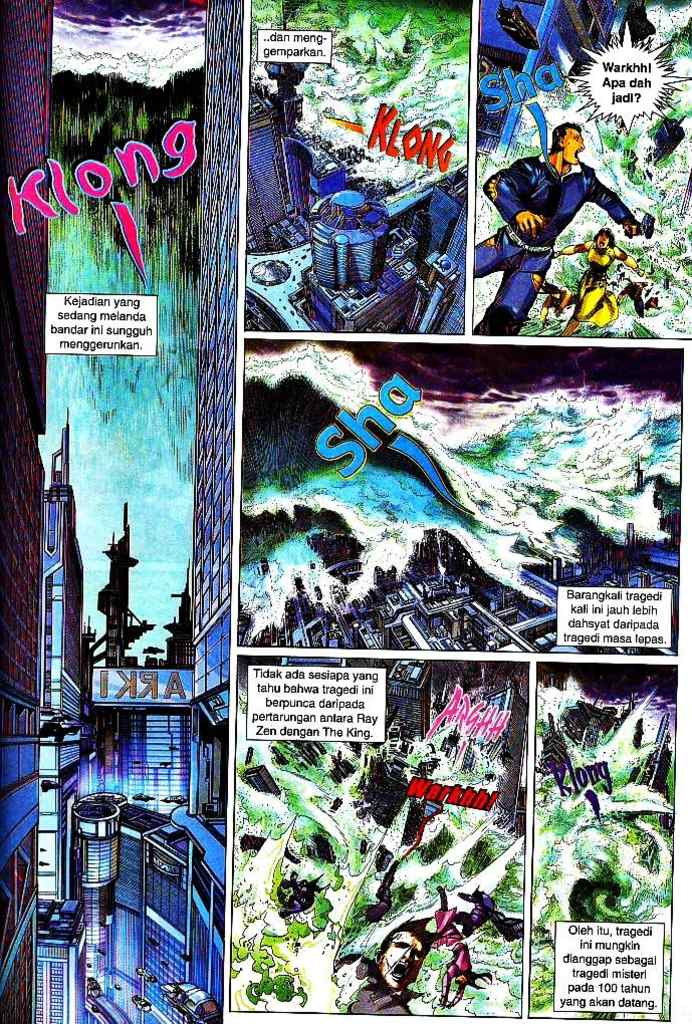 Klong
!
Kejadian yang
sedang melanda
bandar ini sungguh
menggerunkan.
..dan meng-
gemparkan.
KLONG
Sha
Warkhh!
Apa dah
jadi?
Sha
Barangkali tragedi
kali ini jauh lebih
dahsyat daripada
tragedi masa lepas.
ARKI
Tidak ada sesiapa yang
tahu bahwa tragedi ini
berpunca daripada
pertarungan antara Ray
Zen dengan The King.
ARGHH
!
Warkhh!
Klong
!
Oleh itu, tragedi
ini mungkin
dianggap sebagai
tragedi misteri
pada 100 tahun
yang akan datang.